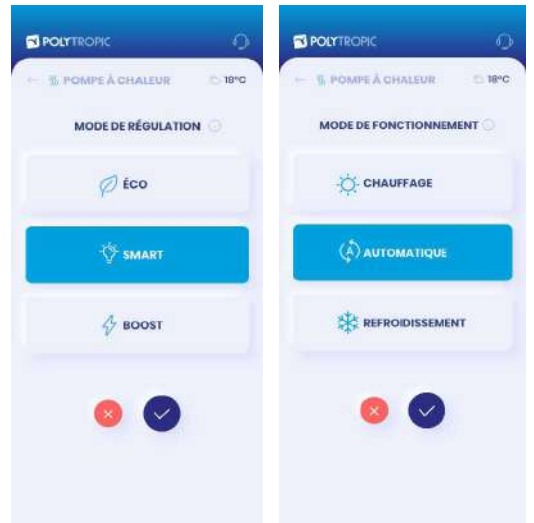 POLYTROPIC
POMPE À CHALEUR 18°C
MODE DE RÉGULATION
ÉCO
SMART
BOOST
POLYTROPIC
POMPE À CHALEUR 18°C
MODE DE FONCTIONNEMENT
CHAUFFAGE
A AUTOMATIQUE
REFROIDISSEMENT